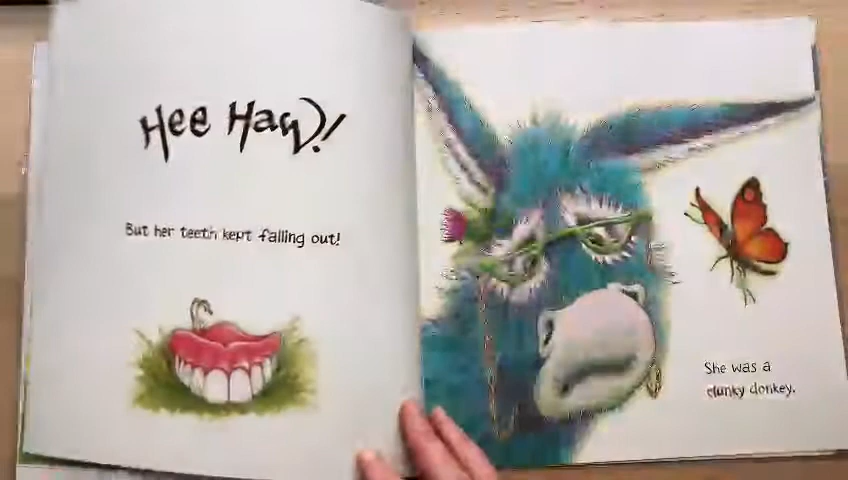 Hee Haw!
But her teeth kept falling out!
She was a
clunky donkey.